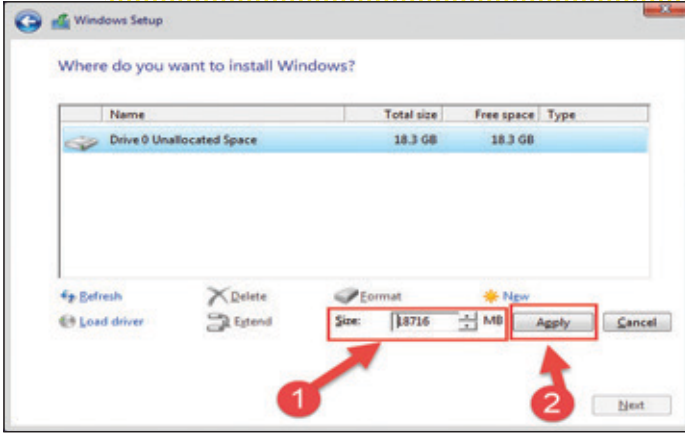 Windows Setup
Where do you want to install Windows?
Name Total size Free space Type
Drive 0 Unallocated Space 18.3 GB 18.3 GB
Refresh Delete Format New
Load driver Extend Size: 18716 MB Apply Cancel
1 2
Next